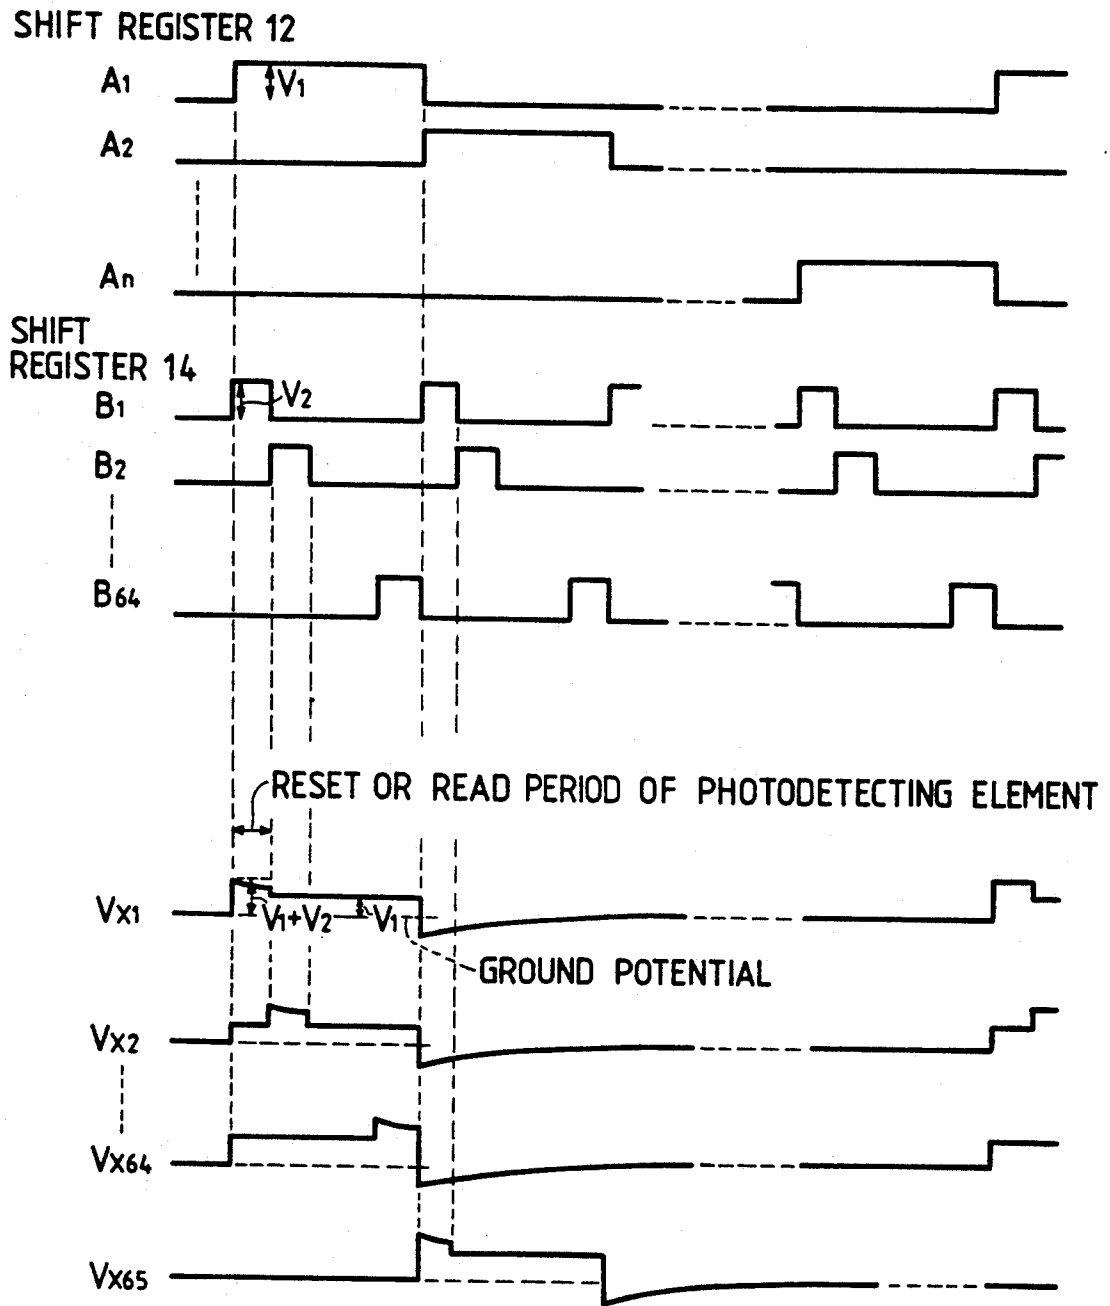 SHIFT REGISTER 12
A1
V1
A2
An
SHIFT
REGISTER 14
B1
V2
B2
B64
RESET OR READ PERIOD OF PHOTODETECTING ELEMENT
VX1
V1+V2
V1
GROUND POTENTIAL
VX2
VX64
VX65